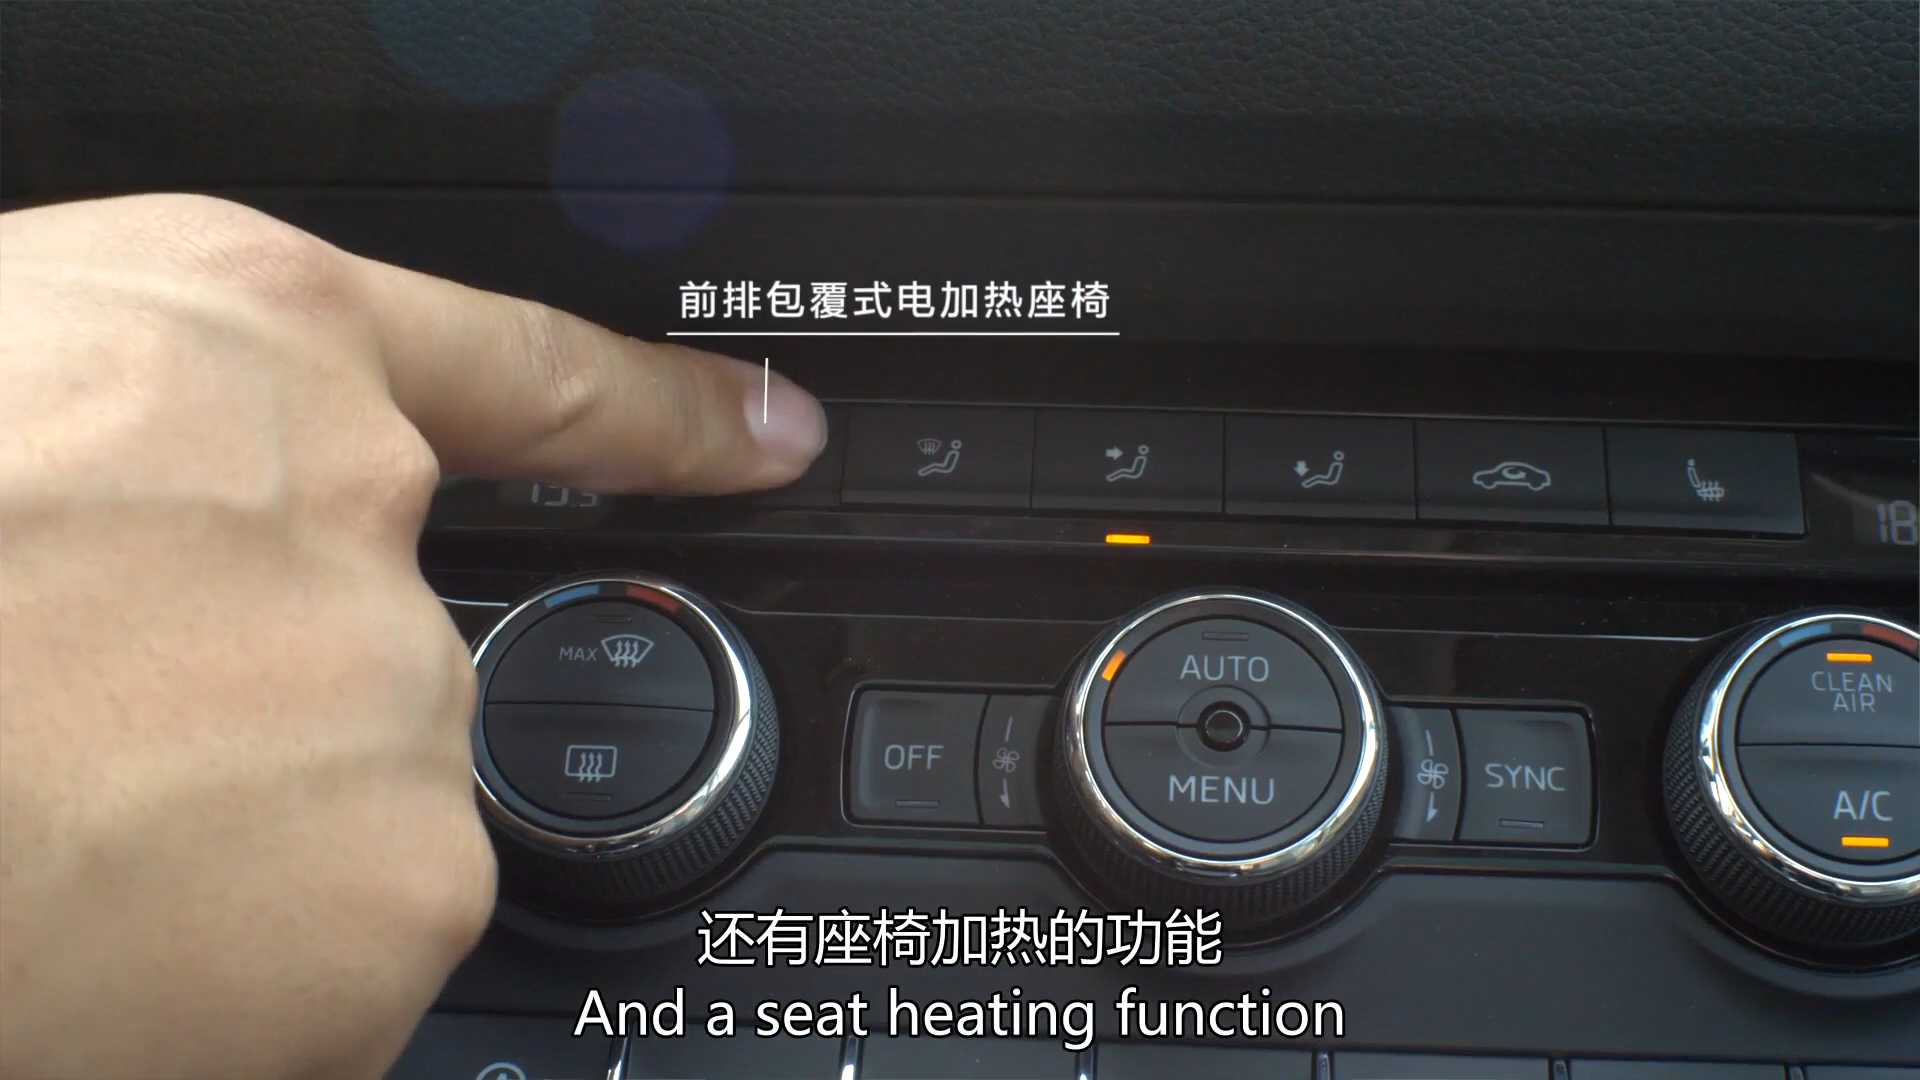 前排包覆式电加热座椅
MAX
OFF
AUTO
MENU
SYNC
CLEAN
AIR
A/C
还有座椅加热的功能
And a seat heating function